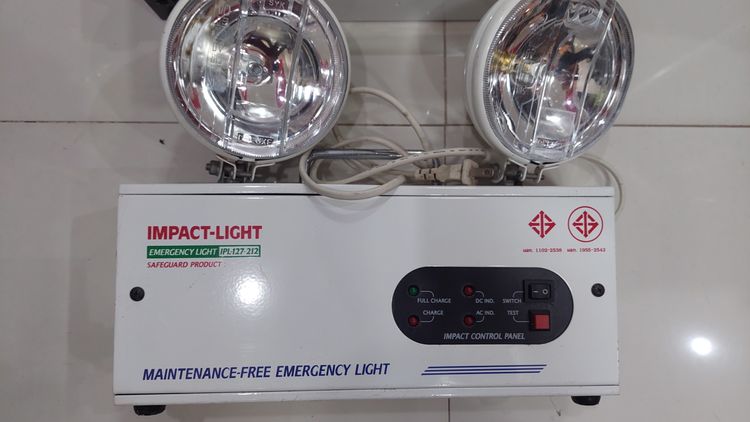 IMPACT-LIGHT
EMERGENCY LIGHT IPL-127-212
SAFEGUARD PRODUCT
มอก. 1102-2538 มอก. 1955-2543
FULL CHARGE DC IND. SWITCH
CHARGE AC IND. TEST
IMPACT CONTROL PANEL
MAINTENANCE-FREE EMERGENCY LIGHT